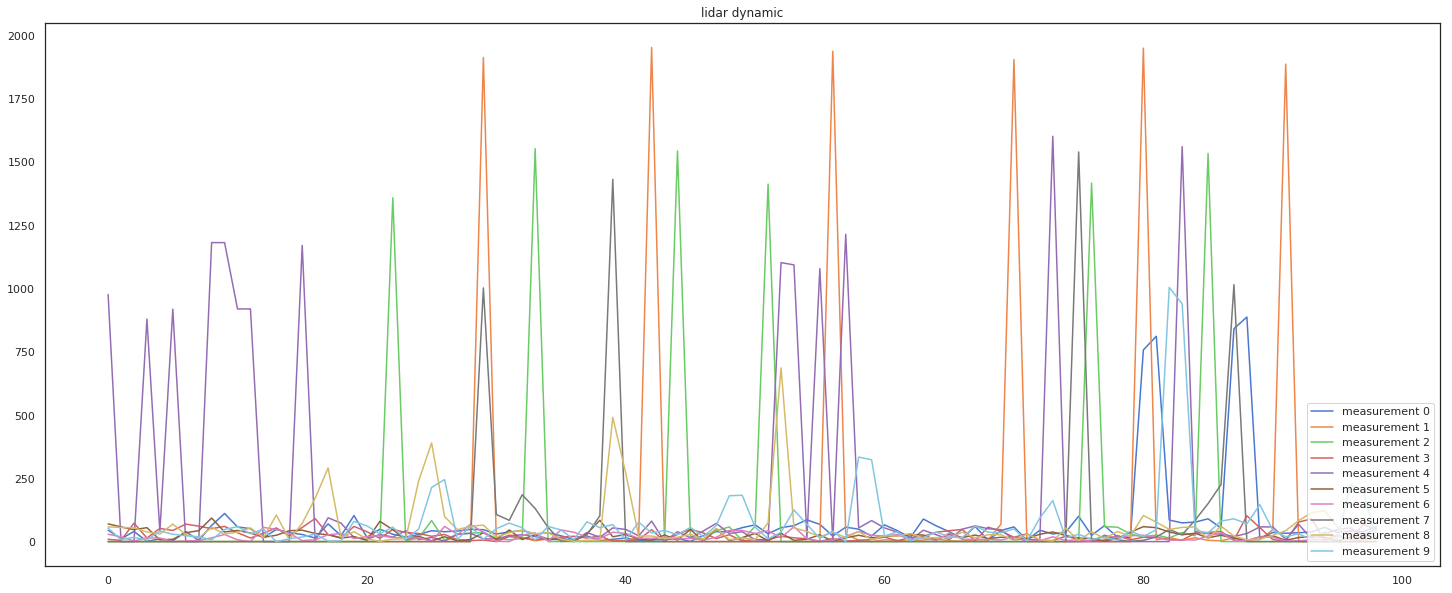 lidar dynamic
2000
1750
1500
1250
1000
750
500
250
0
0 20 40 60 80 100
measurement 0
measurement 1
measurement 2
measurement 3
measurement 4
measurement 5
measurement 6
measurement 7
measurement 8
measurement 9